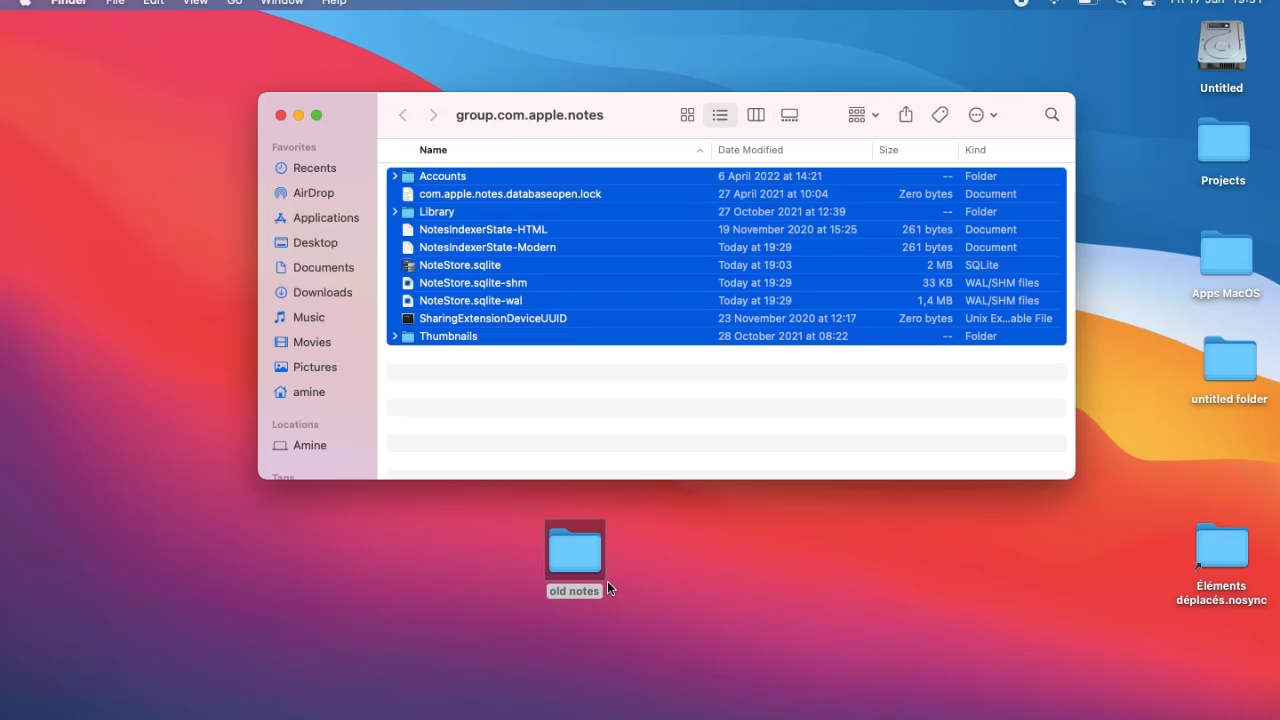 Finder File Edit View Go Window Help
Untitled
group.com.apple.notes
Favorites
Recents
AirDrop
Applications
Desktop
Documents
Downloads
Music
Movies
Pictures
amine
Locations
Amine
Tags
Name Date Modified Size Kind
Accounts 6 April 2022 at 14:21 -- Folder
com.apple.notes.databaseopen.lock 27 April 2021 at 10:04 Zero bytes Document
Library 27 October 2021 at 12:39 -- Folder
NotesIndexerState-HTML 19 November 2020 at 15:25 261 bytes Document
NotesIndexerState-Modern Today at 19:29 261 bytes Document
NoteStore.sqlite Today at 19:03 2 MB SQLite
NoteStore.sqlite-shm Today at 19:29 33 KB WAL/SHM files
NoteStore.sqlite-wal Today at 19:29 1,4 MB WAL/SHM files
SharingExtensionDeviceUUID 23 November 2020 at 12:17 Zero bytes Unix Ex...able File
Thumbnails 28 October 2021 at 08:22 -- Folder
Projects
Apps MacOS
untitled folder
old notes
Éléments
déplacés.nosync